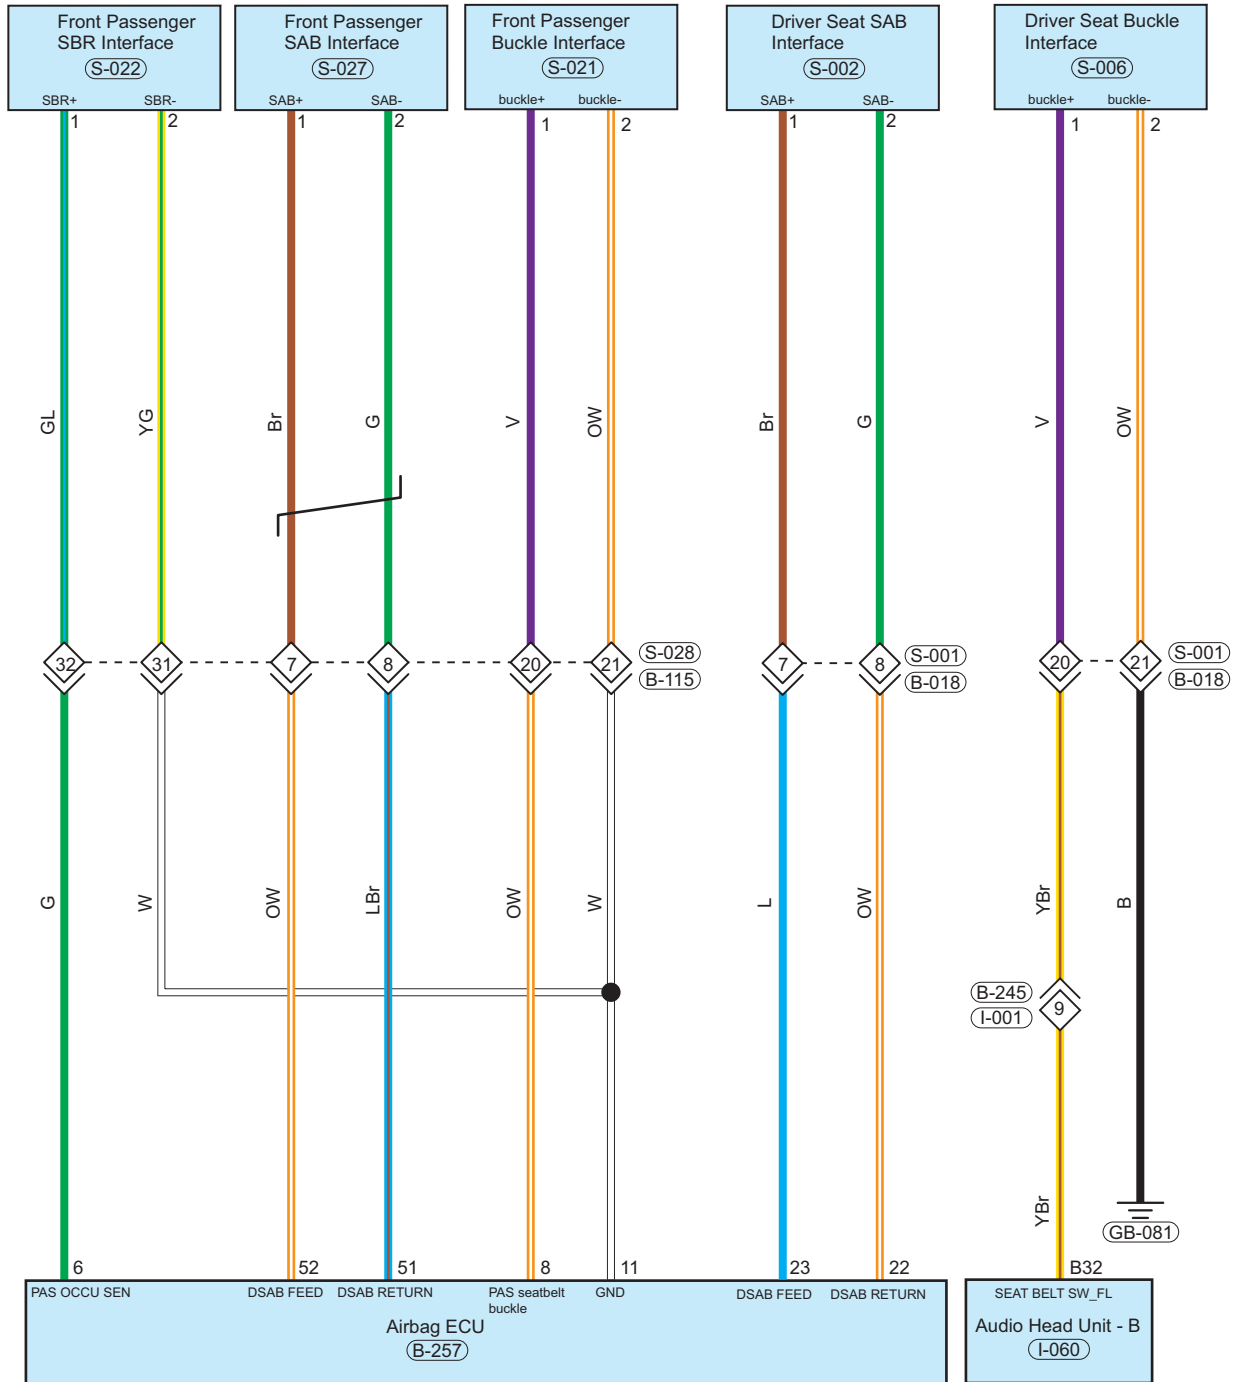 Front Passenger
SBR Interface
S-022
SBR+ SBR-
1 2
Front Passenger
SAB Interface
S-027
SAB+ SAB-
1 2
Front Passenger
Buckle Interface
S-021
buckle+ buckle-
1 2
Driver Seat SAB
Interface
S-002
SAB+ SAB-
1 2
Driver Seat Buckle
Interface
S-006
buckle+ buckle-
1 2
GL YG Br G V OW Br G V OW
32 31 7 8 20 21
S-028
B-115
7 8
S-001
B-018
20 21
S-001
B-018
G W OW LBr OW W L OW YBr B
B-245
I-001
9
YBr
GB-081
6 52 51 8 11 23 22 B32
PAS OCCU SEN
DSAB FEED
DSAB RETURN
PAS seatbelt
buckle
GND
DSAB FEED
DSAB RETURN
Airbag ECU
B-257
SEAT BELT SW_FL
Audio Head Unit - B
I-060